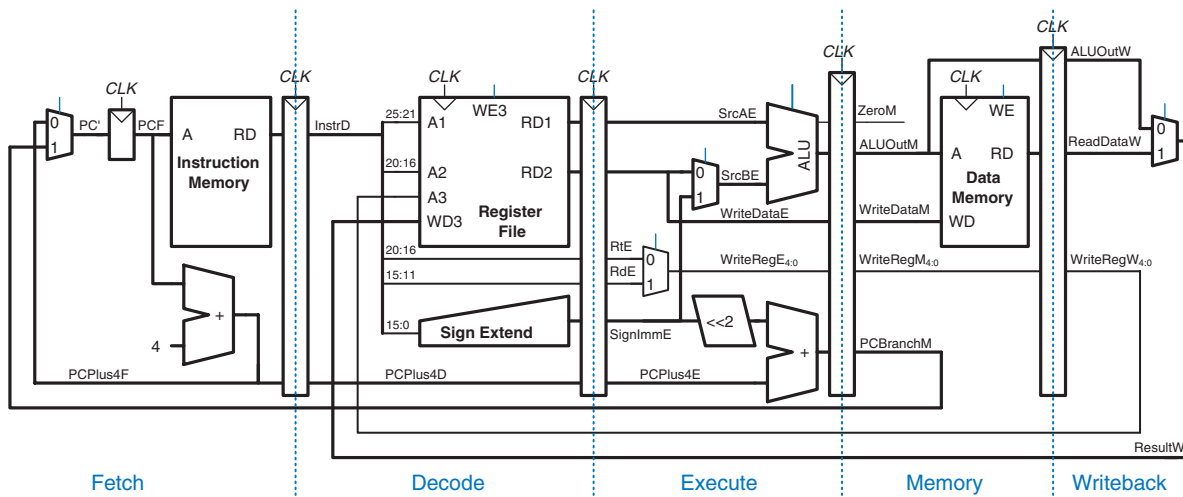 CLK
CLK
CLK
CLK
CLK
CLK
CLK
ALUOutW
0
1
PC'
PCF
A RD
Instruction
Memory
InstrD
25:21
A1
WE3
RD1
SrcAE
ZeroM
20:16
A2
RD2
0
1
SrcBE
ALU
ALUOutM
A RD
WE
Data
Memory
WD
ReadDataW
0
1
A3
WD3
Register
File
WriteDataE
WriteDataM
20:16
RtE
0
15:11
RdE
1
WriteRegE4:0
WriteRegM4:0
WriteRegW4:0
+
4
15:0
Sign Extend
SignImmE
<<2
+
PCBranchM
PCPlus4F
PCPlus4D
PCPlus4E
ResultW
Fetch
Decode
Execute
Memory
Writeback